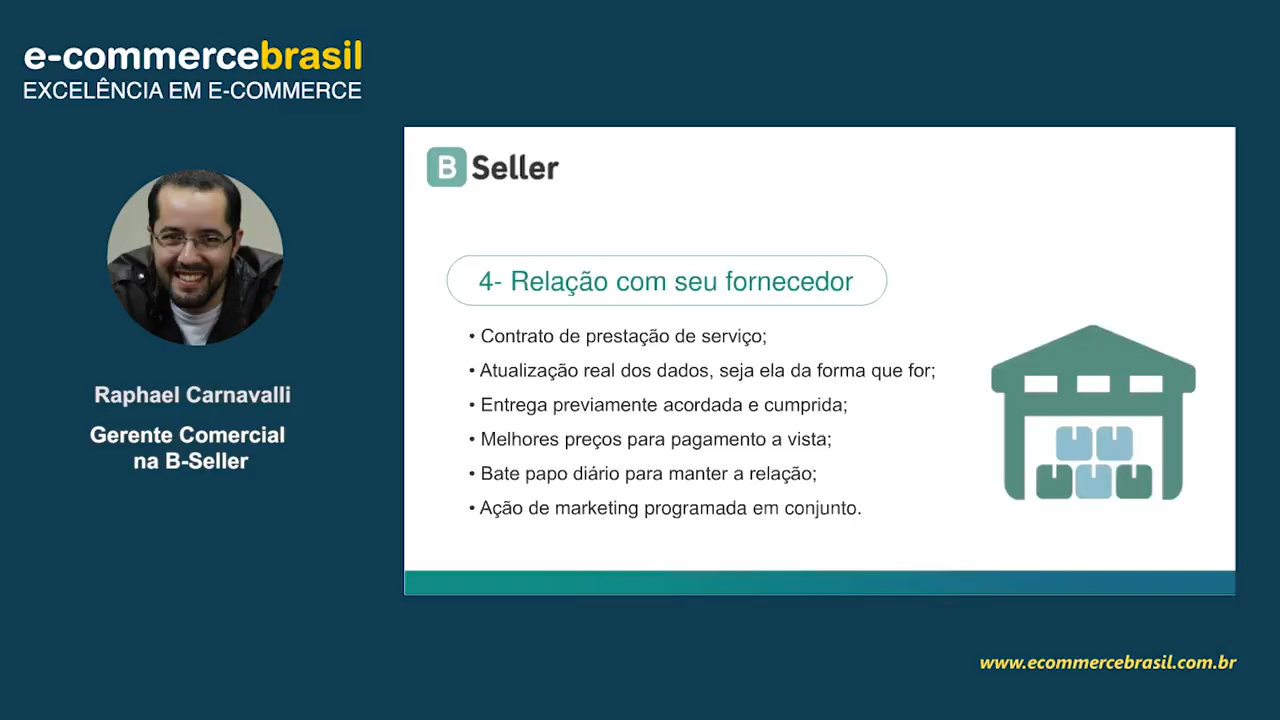 e-commercebrasil
EXCELÊNCIA EM E-COMMERCE
B Seller
4- Relação com seu fornecedor
• Contrato de prestação de serviço;
• Atualização real dos dados, seja ela da forma que for;
• Entrega previamente acordada e cumprida;
• Melhores preços para pagamento a vista;
• Bate papo diário para manter a relação;
• Ação de marketing programada em conjunto.
Raphael Carnavalli
Gerente Comercial
na B-Seller
www.ecommercebrasil.com.br